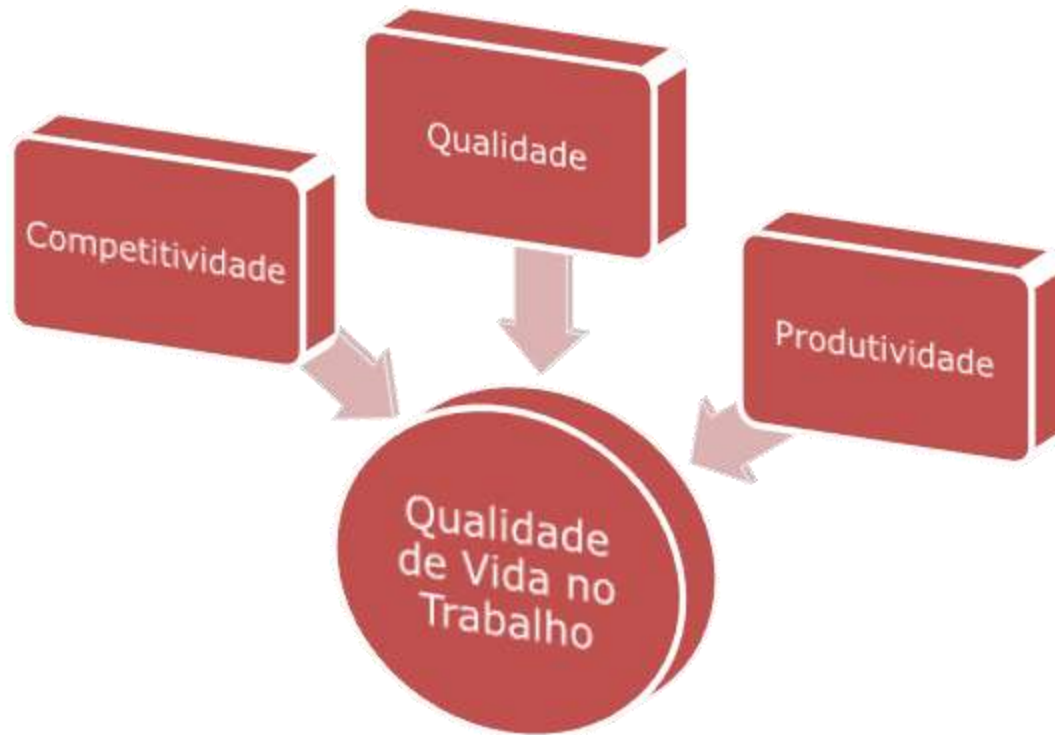 Competitividade
Qualidade
Produtividade
Qualidade
de Vida no
Trabalho